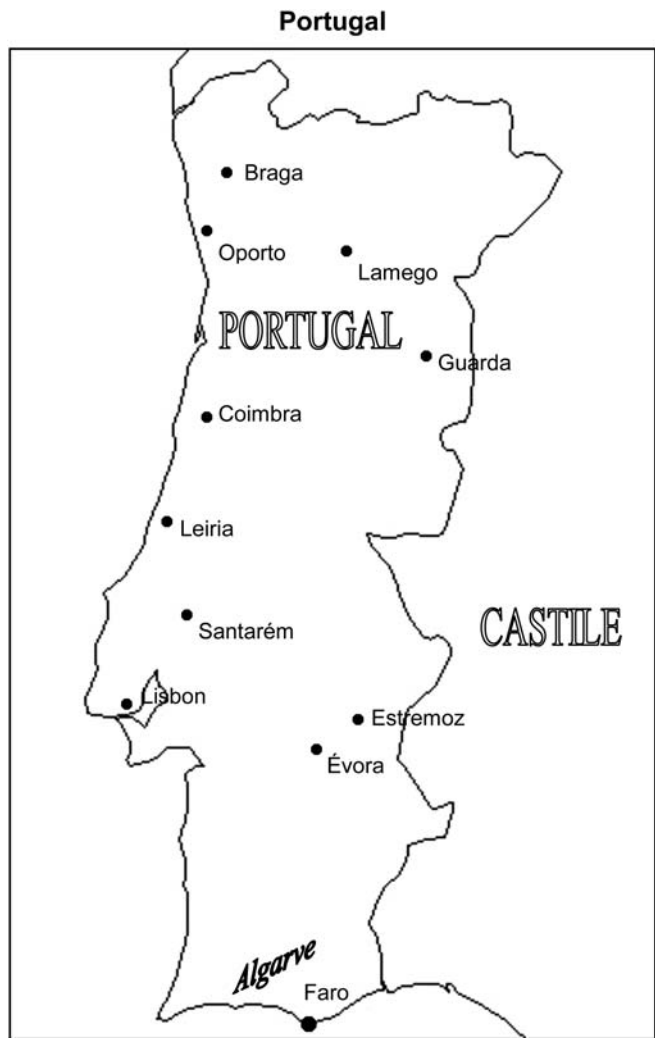 Portugal
Braga
Oporto
Lamego
PORTUGAL
Guarda
Coimbra
Leiria
CASTILE
Santarém
Lisbon
Estremoz
Évora
Algarve
Faro